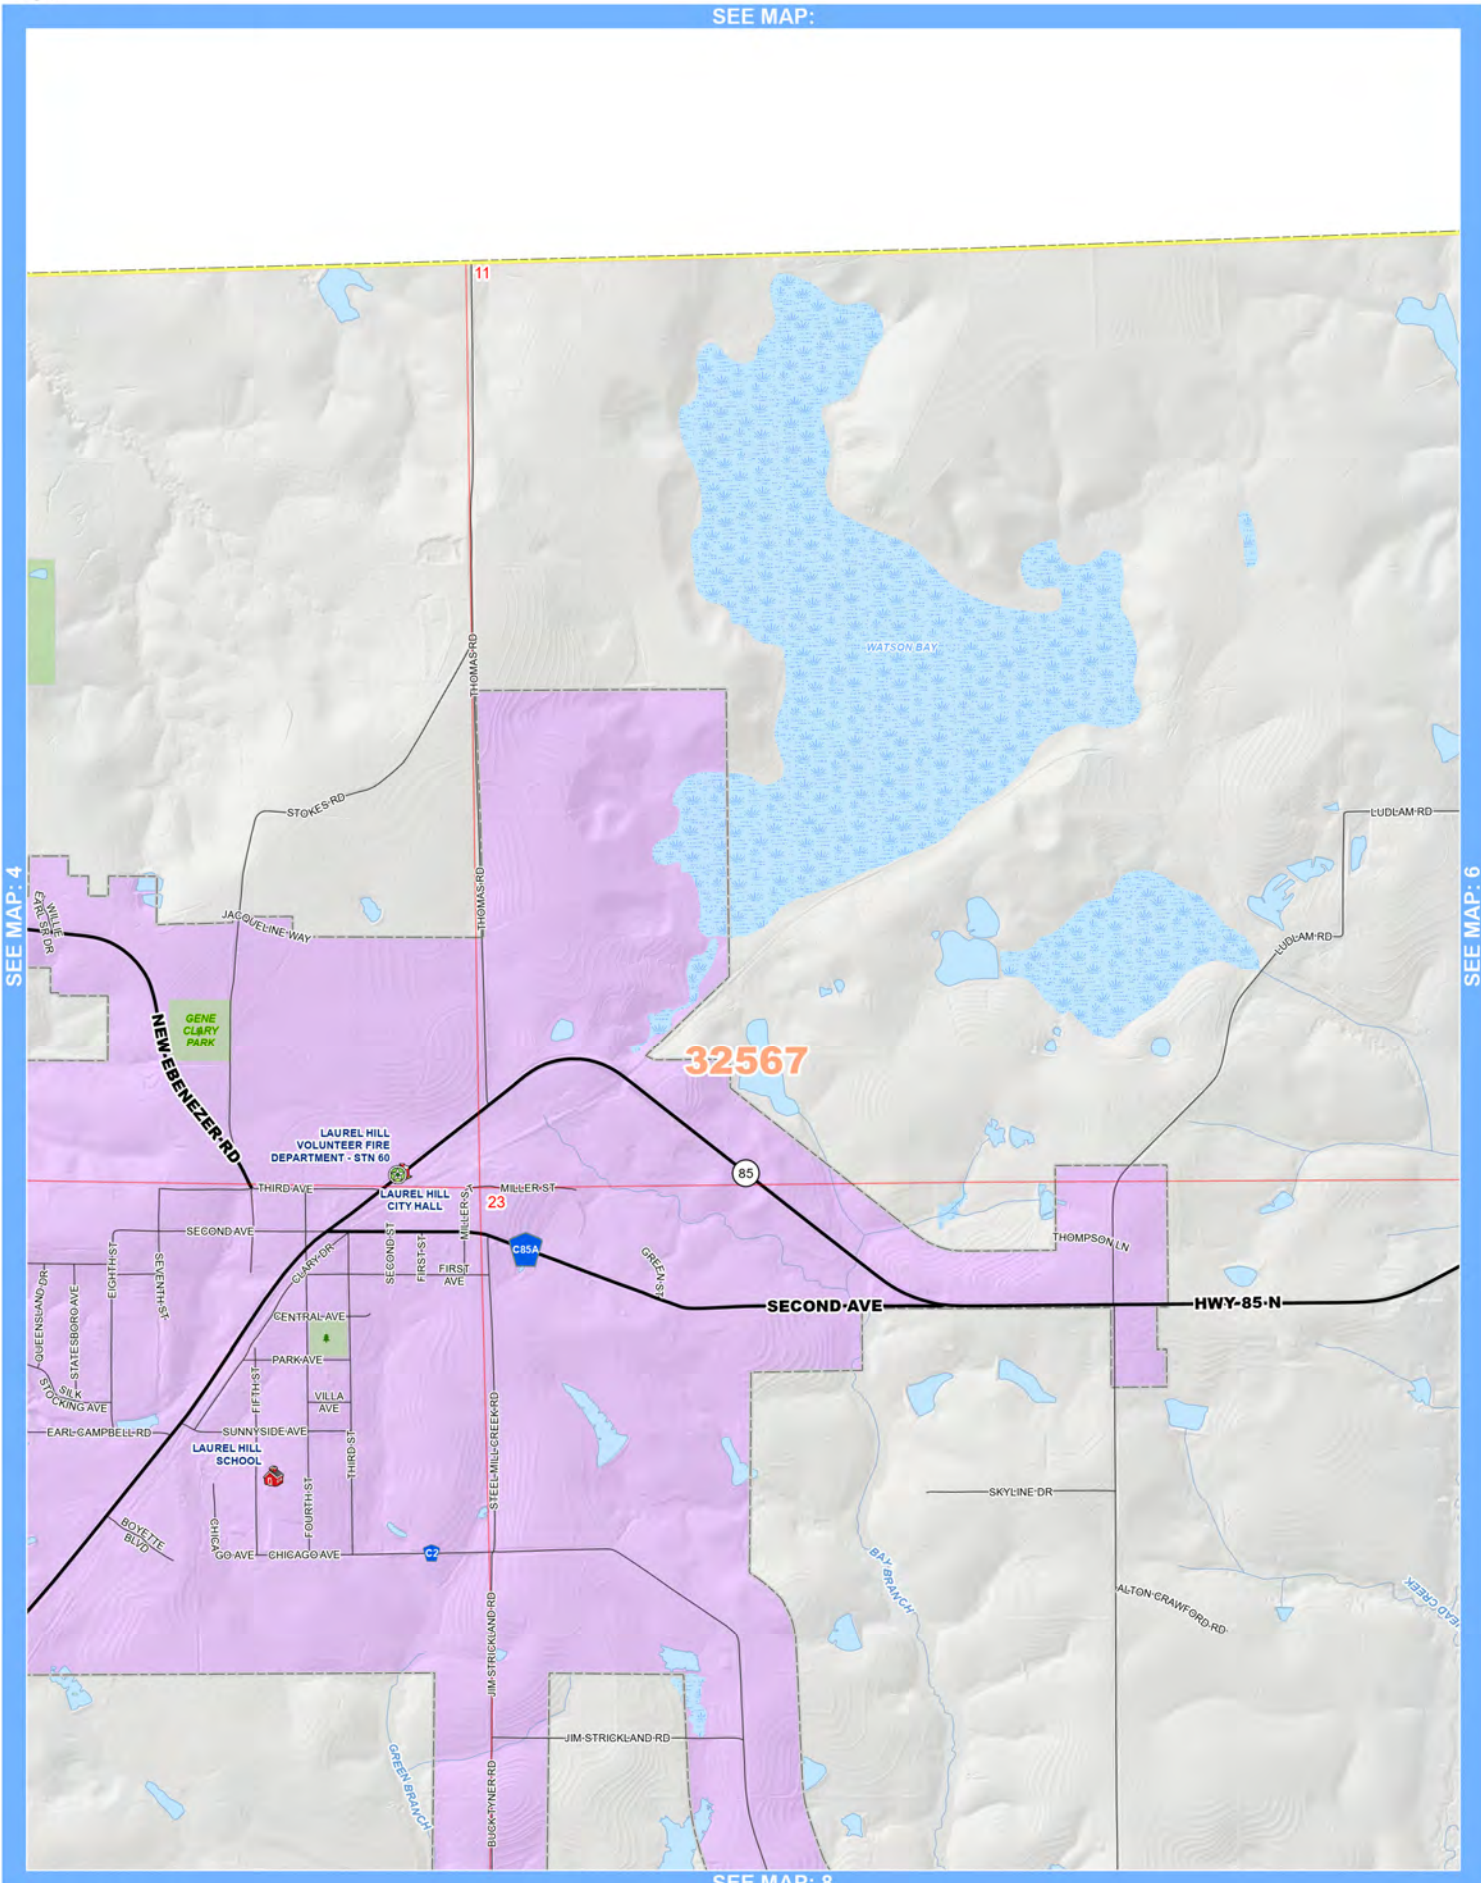 SEE MAP:
11
WATSON BAY
THOMAS RD
STOKES RD
LUDLAM RD
SEE MAP: 4
SEE MAP: 6
THOMAS RD
WILLIE
EARL SR DR
JACQUELINE WAY
LUDLAM RD
GENE
CLARY
PARK
NEW EBENEZER RD
32567
LAUREL HILL
VOLUNTEER FIRE
DEPARTMENT - STN 60
85
THIRD AVE
LAUREL HILL
CITY HALL
MILLER ST
MILLER ST
23
SECOND AVE
CLARY DR
SECOND ST
FIRST ST
C85A
GREEN ST
THOMPSON LN
QUEENSLAND DR
STATESBORO AVE
EIGHTH ST
SEVENTH ST
FIRST
AVE
SECOND AVE
HWY 85 N
CENTRAL AVE
PARK AVE
SILK
STOCKING AVE
FIFTH ST
VILLA
AVE
EARL CAMPBELL RD
SUNNYSIDE AVE
THIRD ST
STEEL MILL CREEK RD
LAUREL HILL
SCHOOL
FOURTH ST
SKYLINE DR
BOYETTE
BLVD
CHICA
GO AVE
CHICAGO AVE
C2
BAY BRANCH
ALTON CRAWFORD RD
EAD CREEK
JIM STRICKLAND RD
JIM STRICKLAND RD
GREEN BRANCH
BUCK TYNER RD
SEE MAP: 8